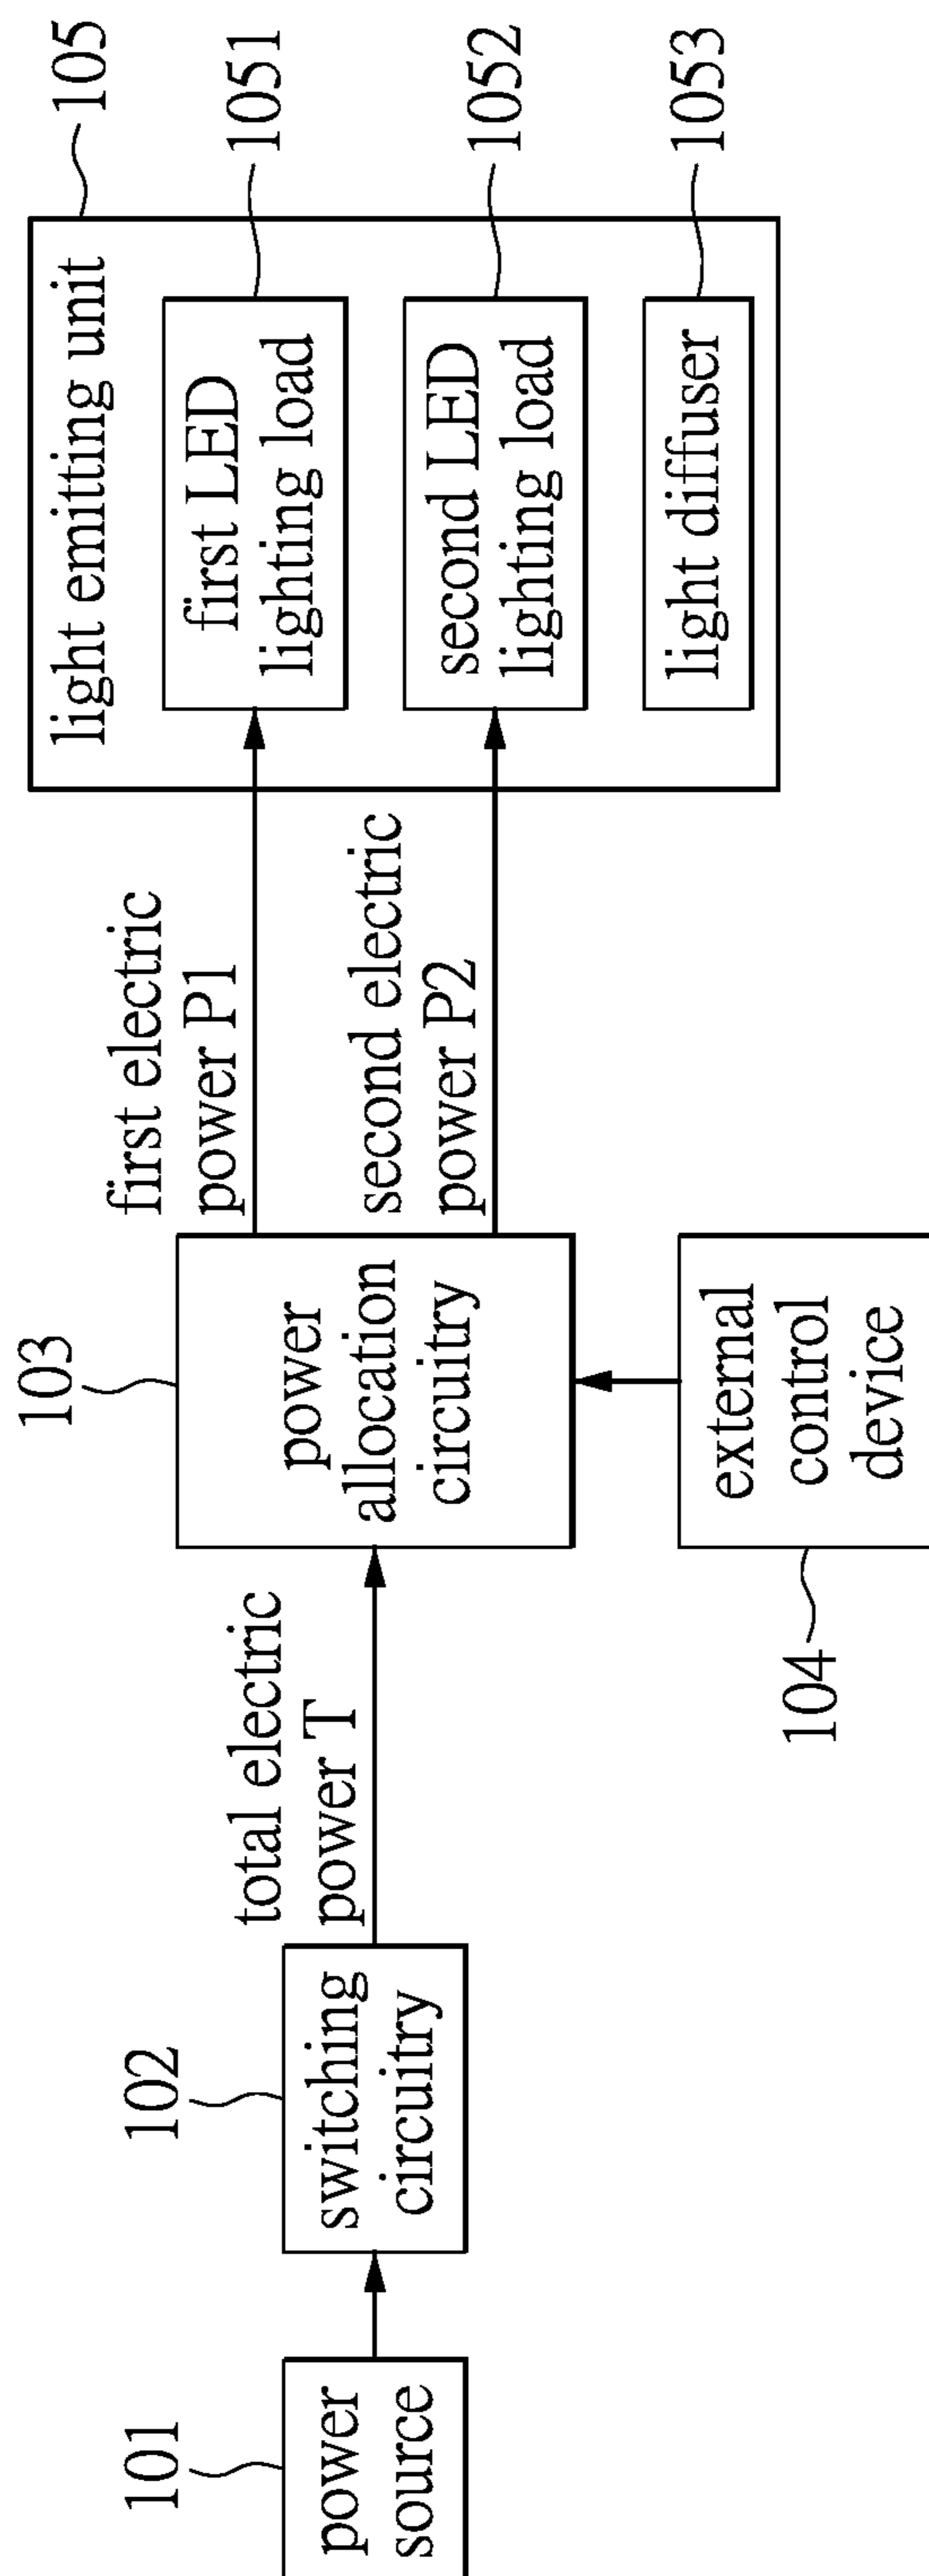 101
power
source
102
switching
circuitry
total electric
power T
103
power
allocation
circuitry
104
external
control
device
first electric
power P1
second electric
power P2
105
light emitting unit
first LED
lighting load
1051
second LED
lighting load
1052
light diffuser
1053